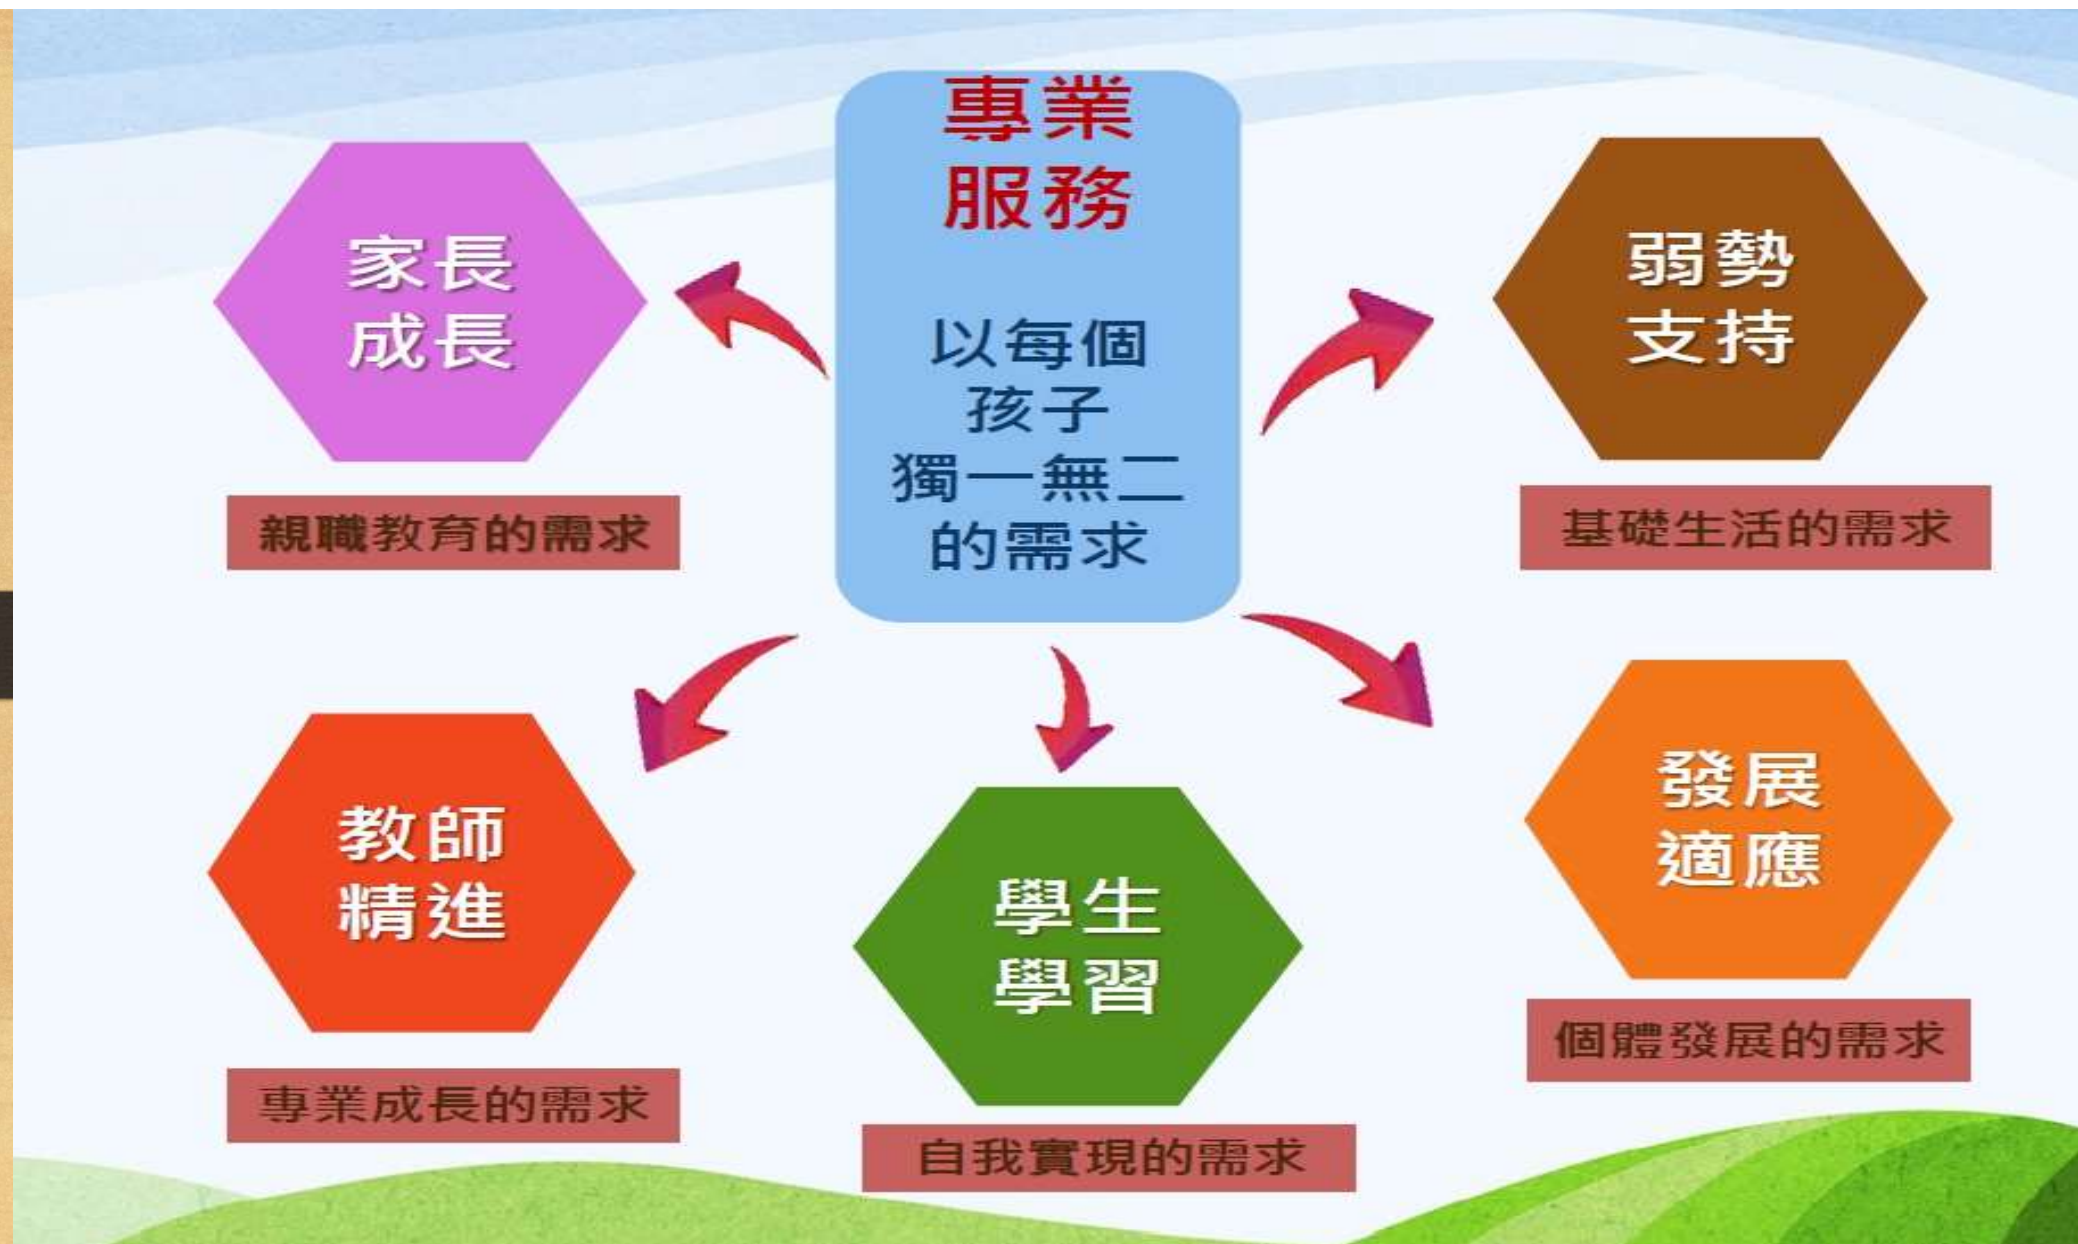 專業
服務
以每個
孩子
獨一無二
的需求
家長
成長
親職教育的需求
弱勢
支持
基礎生活的需求
教師
精進
專業成長的需求
學生
學習
自我實現的需求
發展
適應
個體發展的需求